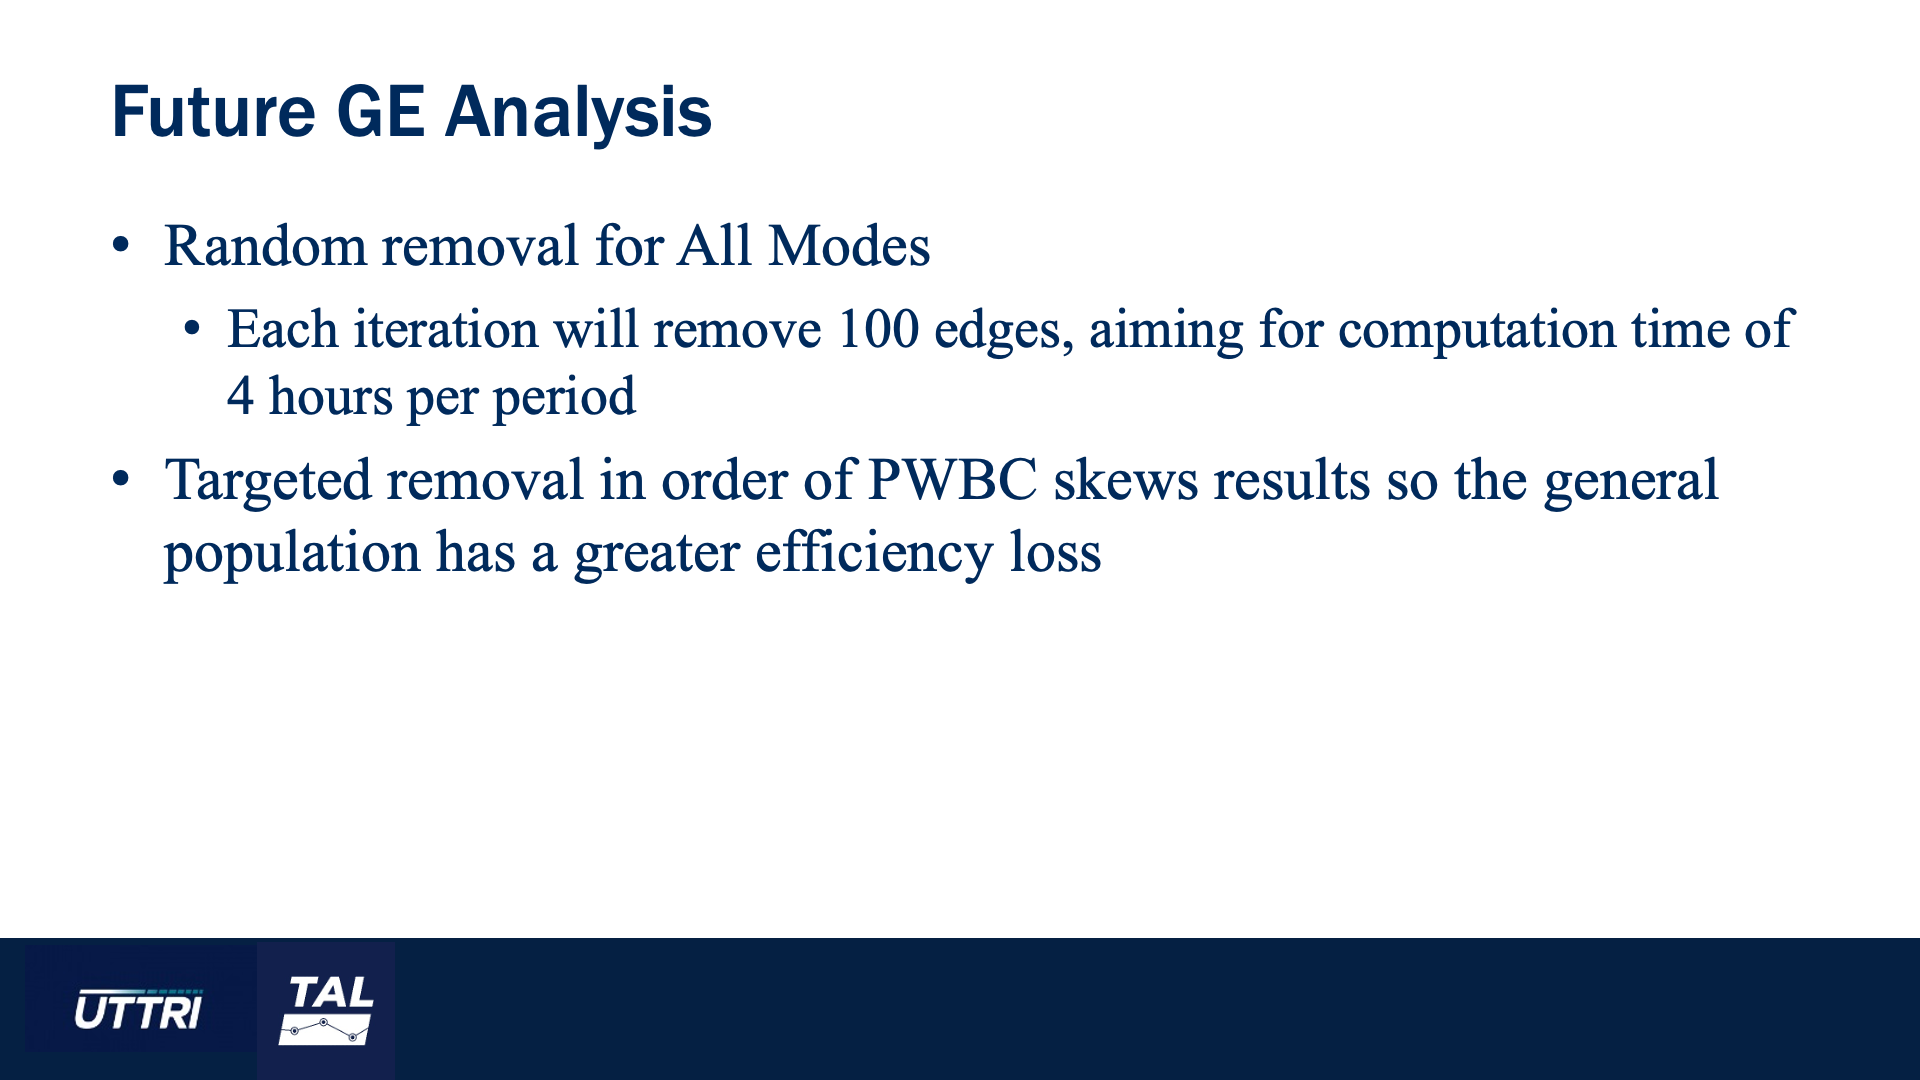 Future GE Analysis
• Random removal for All Modes
• Each iteration will remove 100 edges, aiming for computation time of
4 hours per period
• Targeted removal in order of PWBC skews results so the general
population has a greater efficiency loss
UTTRI
TAL